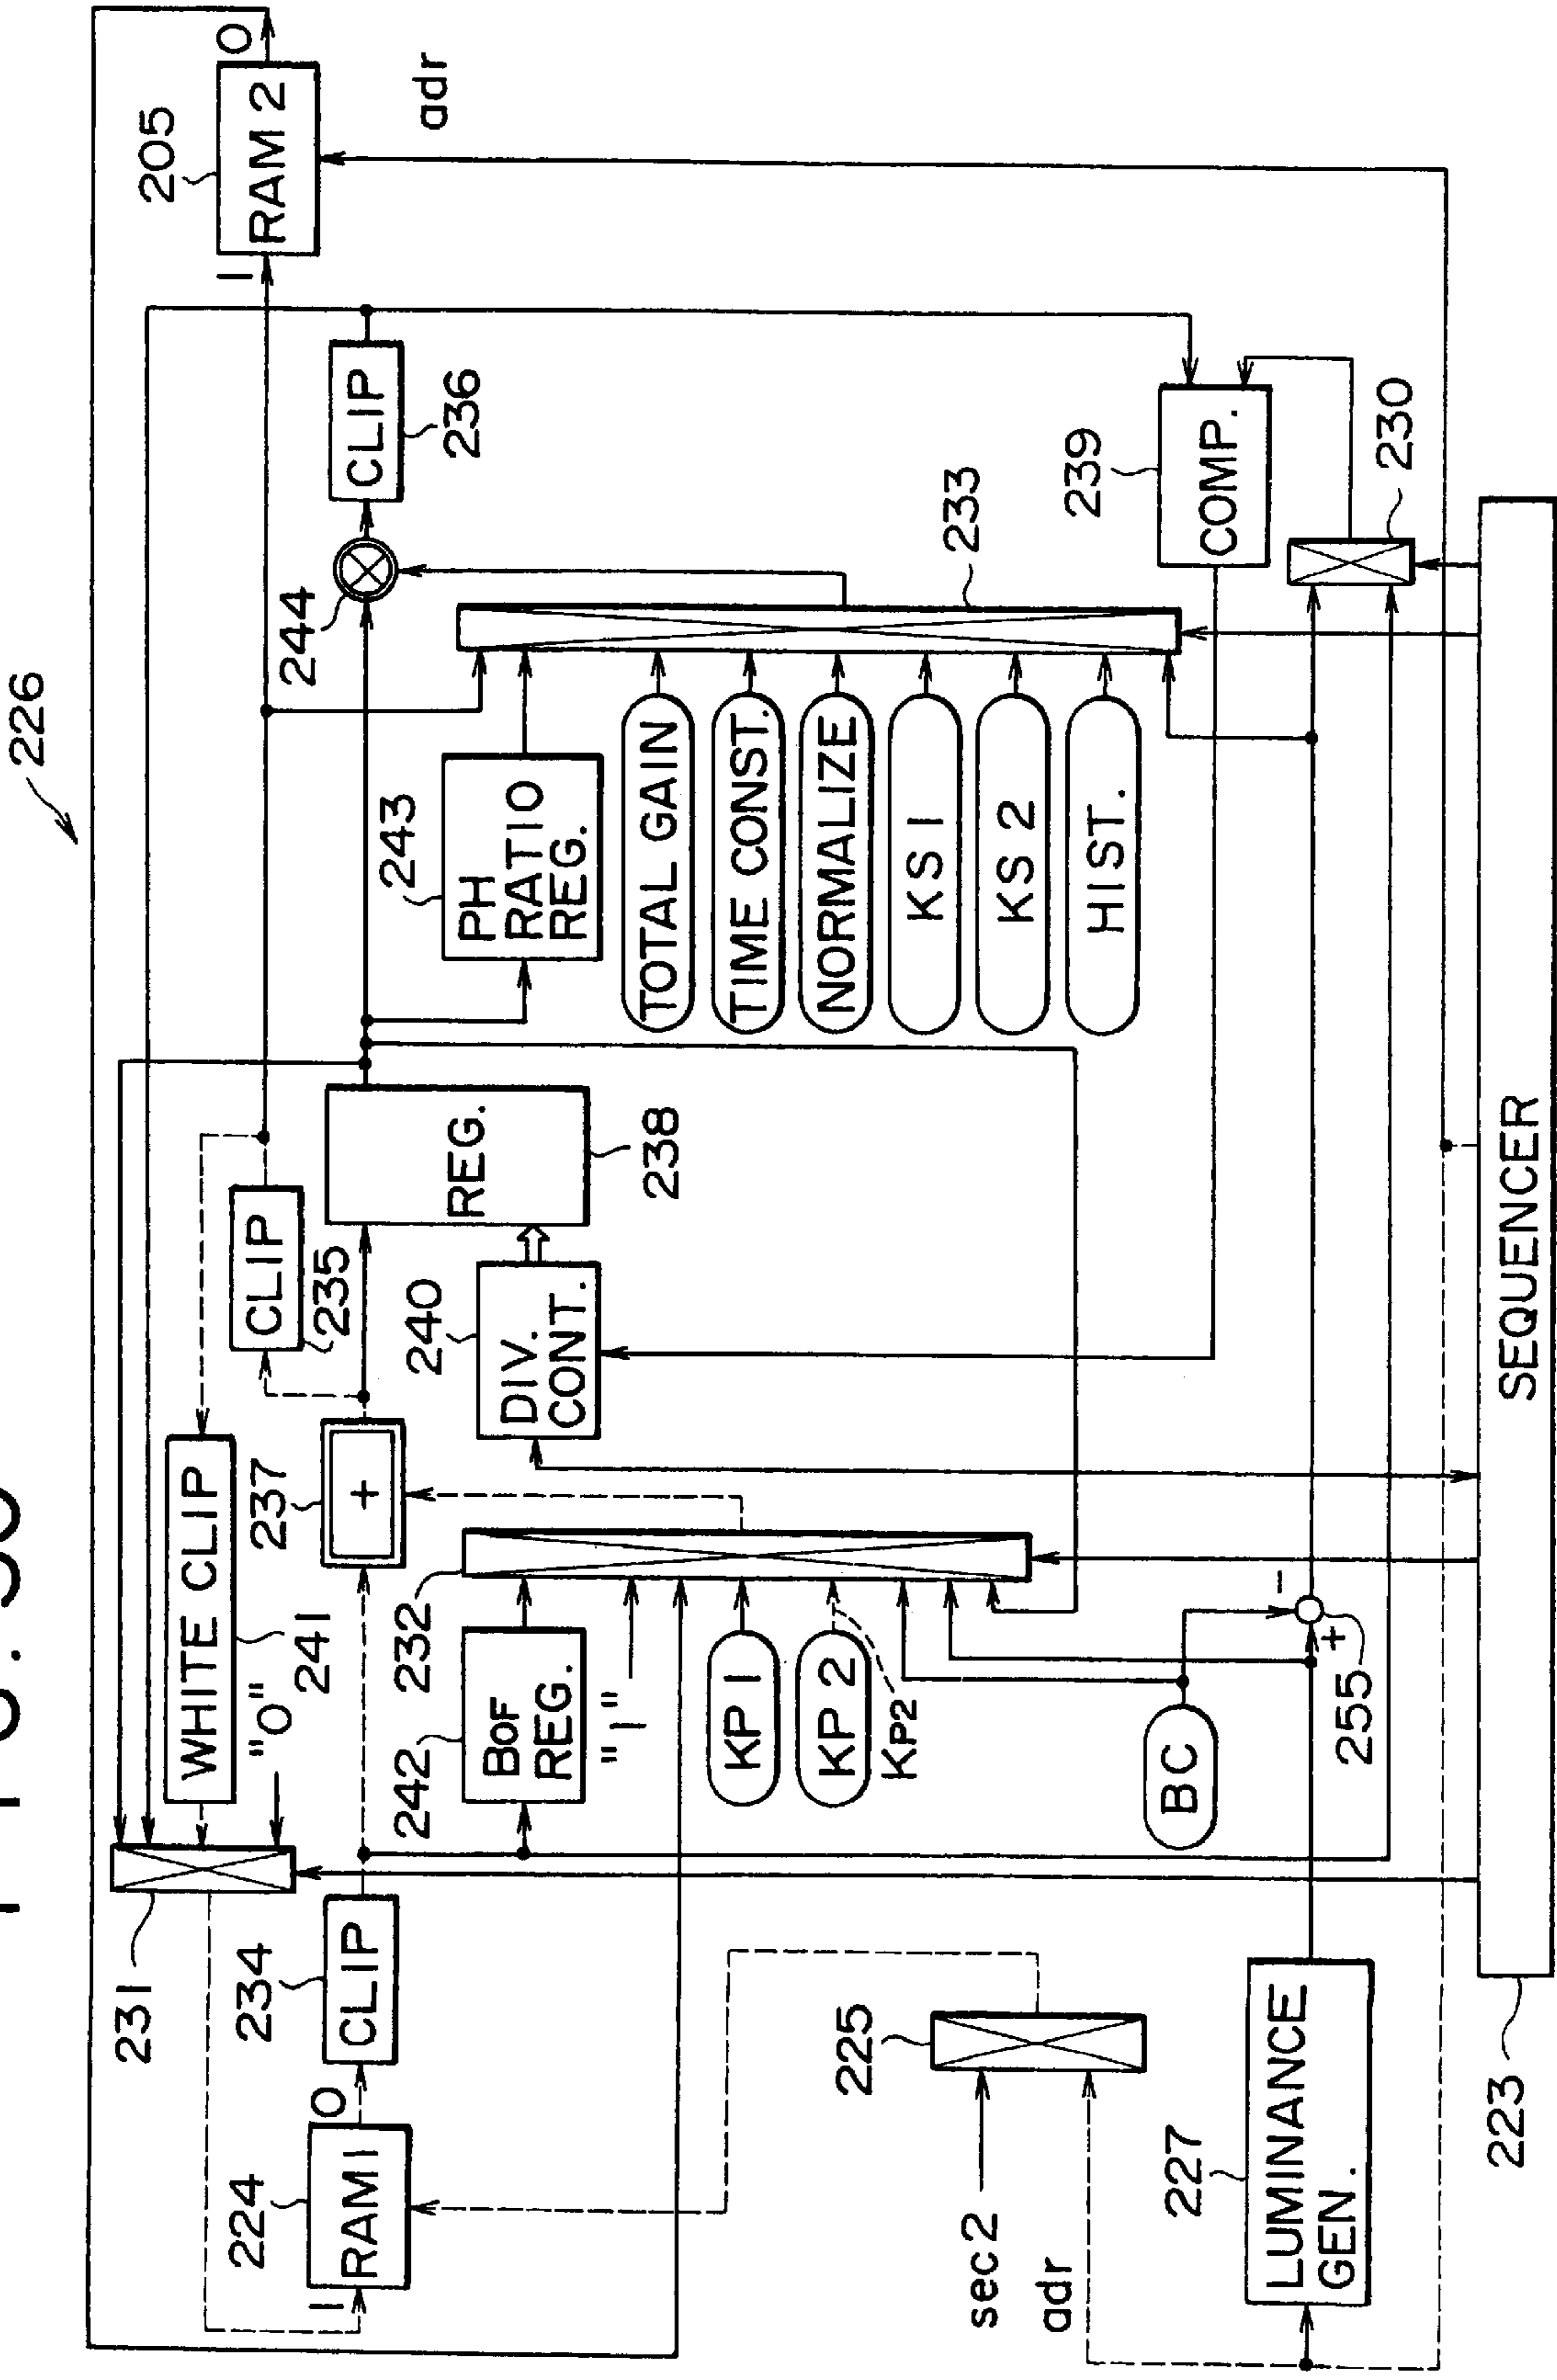 226
205
RAM 2
I
O
adr
CLIP
236
244
233
239
COMP.
230
243
PH
RATIO
REG.
TOTAL GAIN
TIME CONST.
NORMALIZE
KS 1
KS 2
HIST.
REG.
238
CLIP
235
240
DIV.
CONT.
WHITE CLIP
241
"0"
237
+
232
242
BOF
REG.
"1"
KP 1
KP 2
KP2
BC
-
+
255
231
234
CLIP
224
RAM1
I
O
225
sec2
adr
227
LUMINANCE
GEN.
SEQUENCER
223